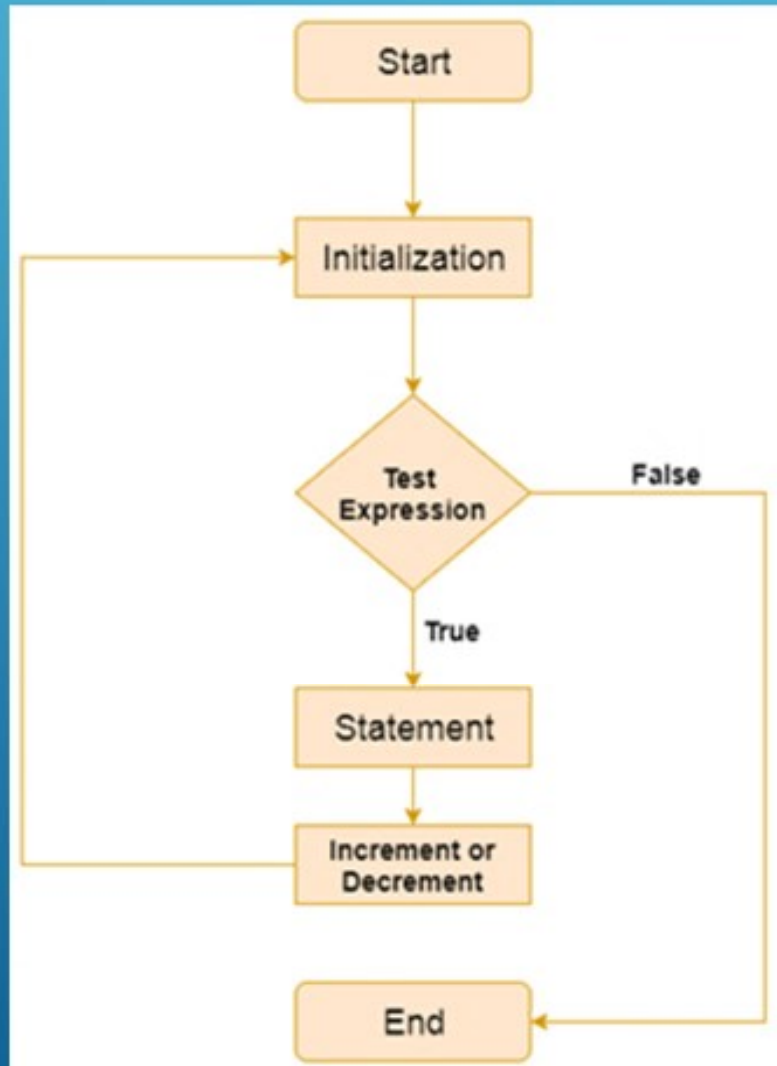 Start
Initialization
Test
Expression
False
True
Statement
Increment or
Decrement
End